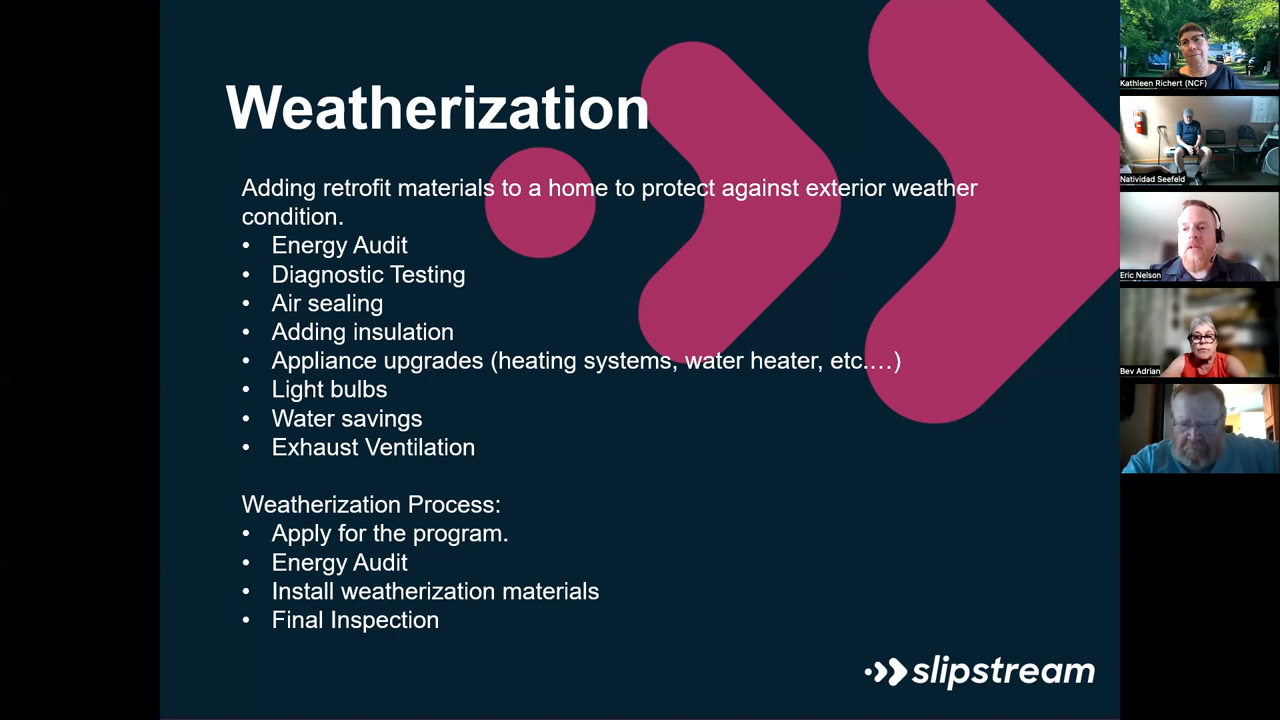 Weatherization
Adding retrofit materials to a home to protect against exterior weather
condition.
• Energy Audit
• Diagnostic Testing
• Air sealing
• Adding insulation
• Appliance upgrades (heating systems, water heater, etc.…)
• Light bulbs
• Water savings
• Exhaust Ventilation
Weatherization Process:
• Apply for the program.
• Energy Audit
• Install weatherization materials
• Final Inspection
slipstream
Kathleen Richert (NCF)
Natividad Seefeld
Eric Nelson
Bev Adrian